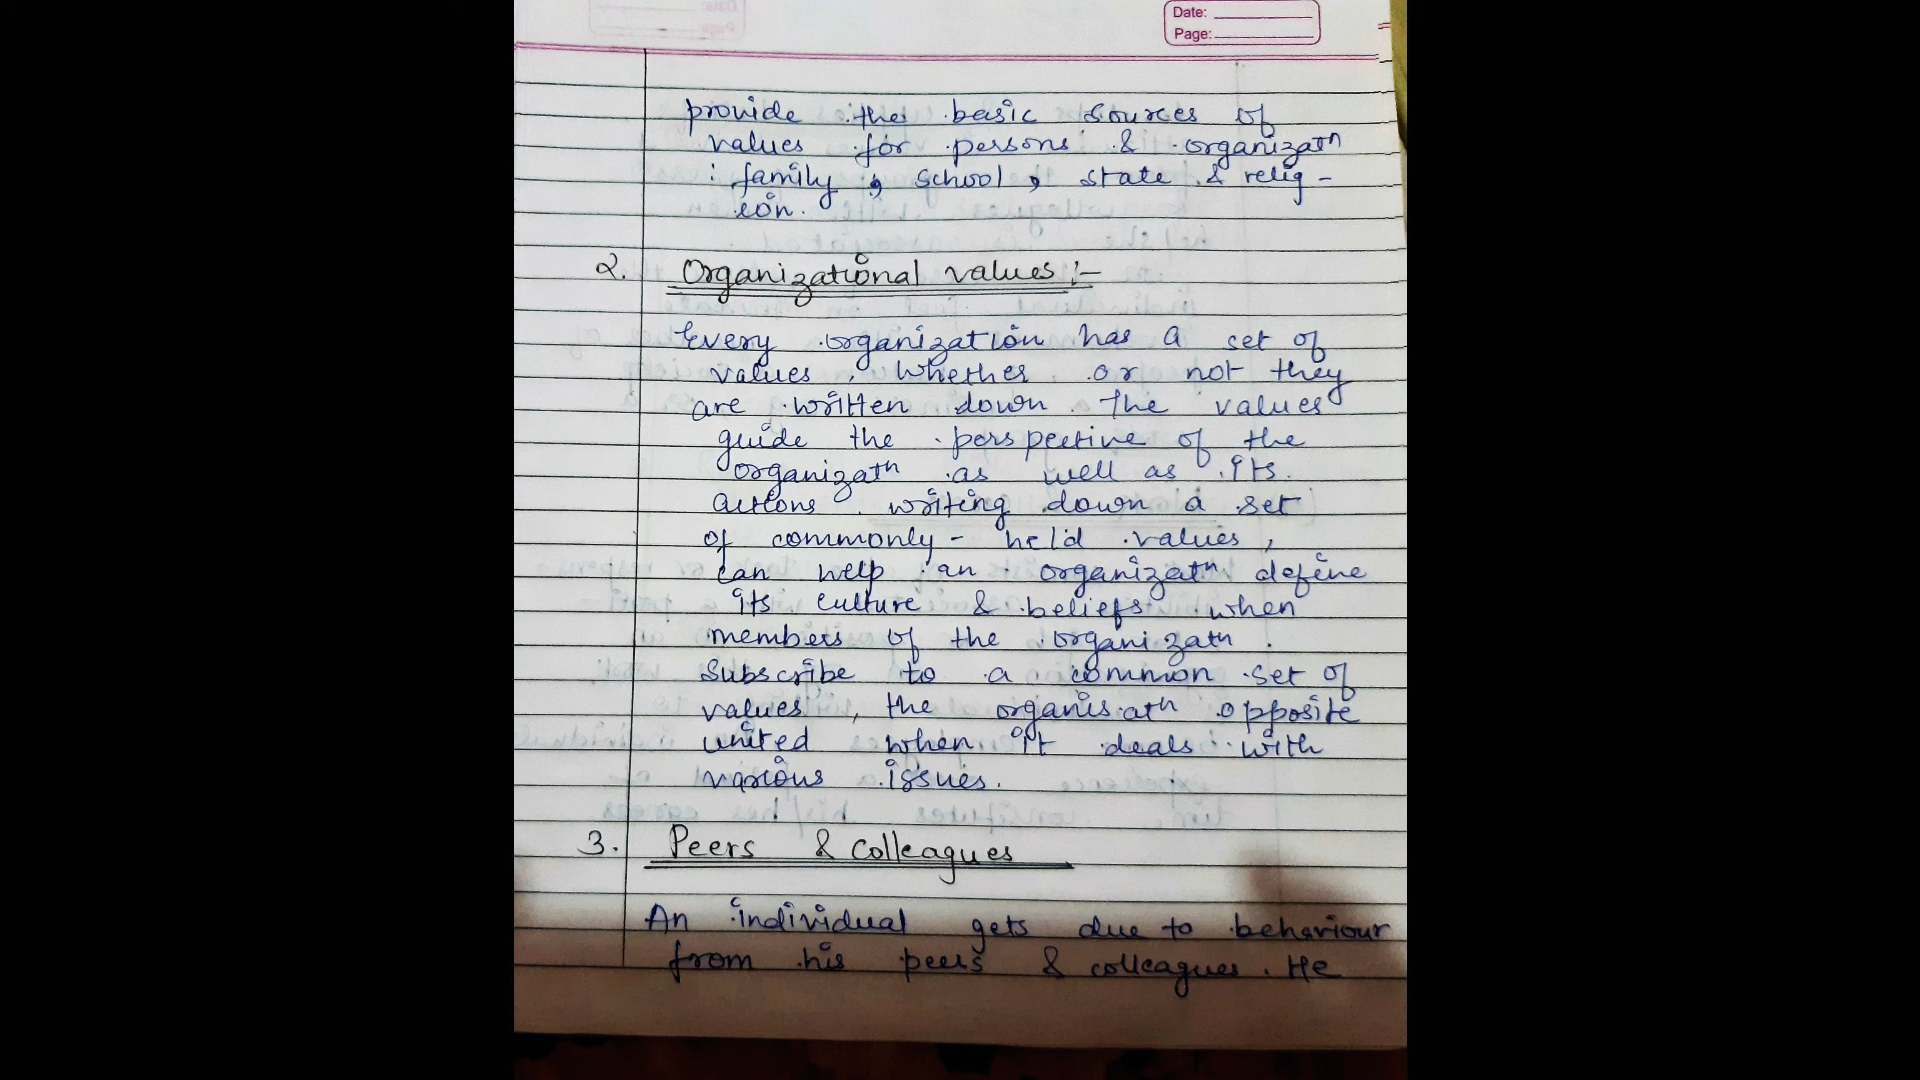 Date:
Page:
provide the basic sources of
values for persons & organizatn
: family, school, state & relig-
ion.
2. Organizational values :-
Every organization has a set of
values, whether or not they
are written down. The values
guide the perspective of the
organizatn as well as its
actions. writing down a set
of commonly - held values,
can help an organizatn define
its culture & beliefs when
members of the organizatn.
Subscribe to a common set of
values, the organisatn opposite
united when it deals with
various issues.
3. Peers & Colleagues
An individual gets due to behaviour
from his peers & colleagues. He